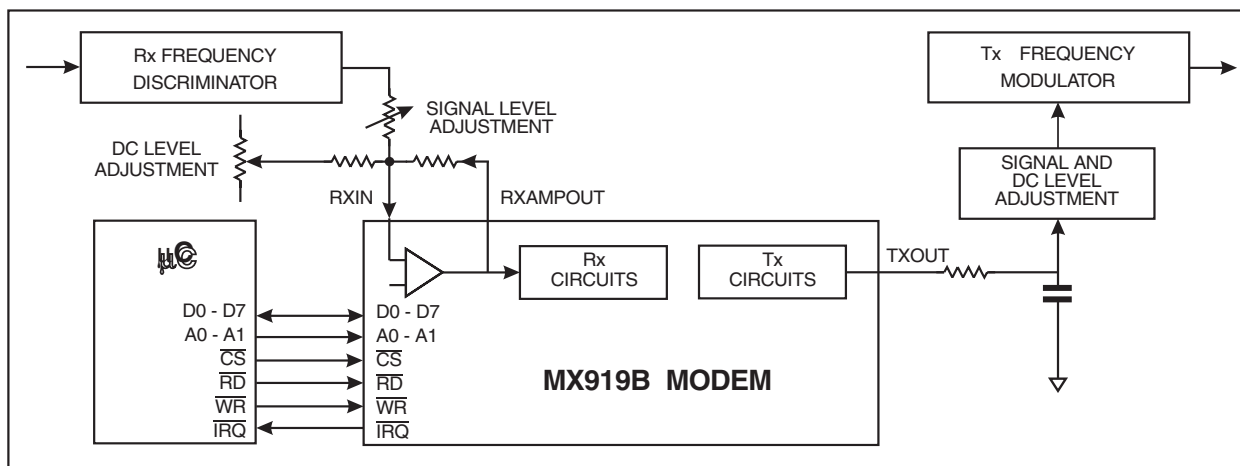 Rx FREQUENCY
DISCRIMINATOR
Tx FREQUENCY
MODULATOR
SIGNAL LEVEL
ADJUSTMENT
DC LEVEL
ADJUSTMENT
SIGNAL AND
DC LEVEL
ADJUSTMENT
RXIN
RXAMPOUT
µC
Rx
CIRCUITS
Tx
CIRCUITS
TXOUT
D0 - D7
A0 - A1
CS
RD
WR
IRQ
D0 - D7
A0 - A1
CS
RD
WR
IRQ
MX919B MODEM